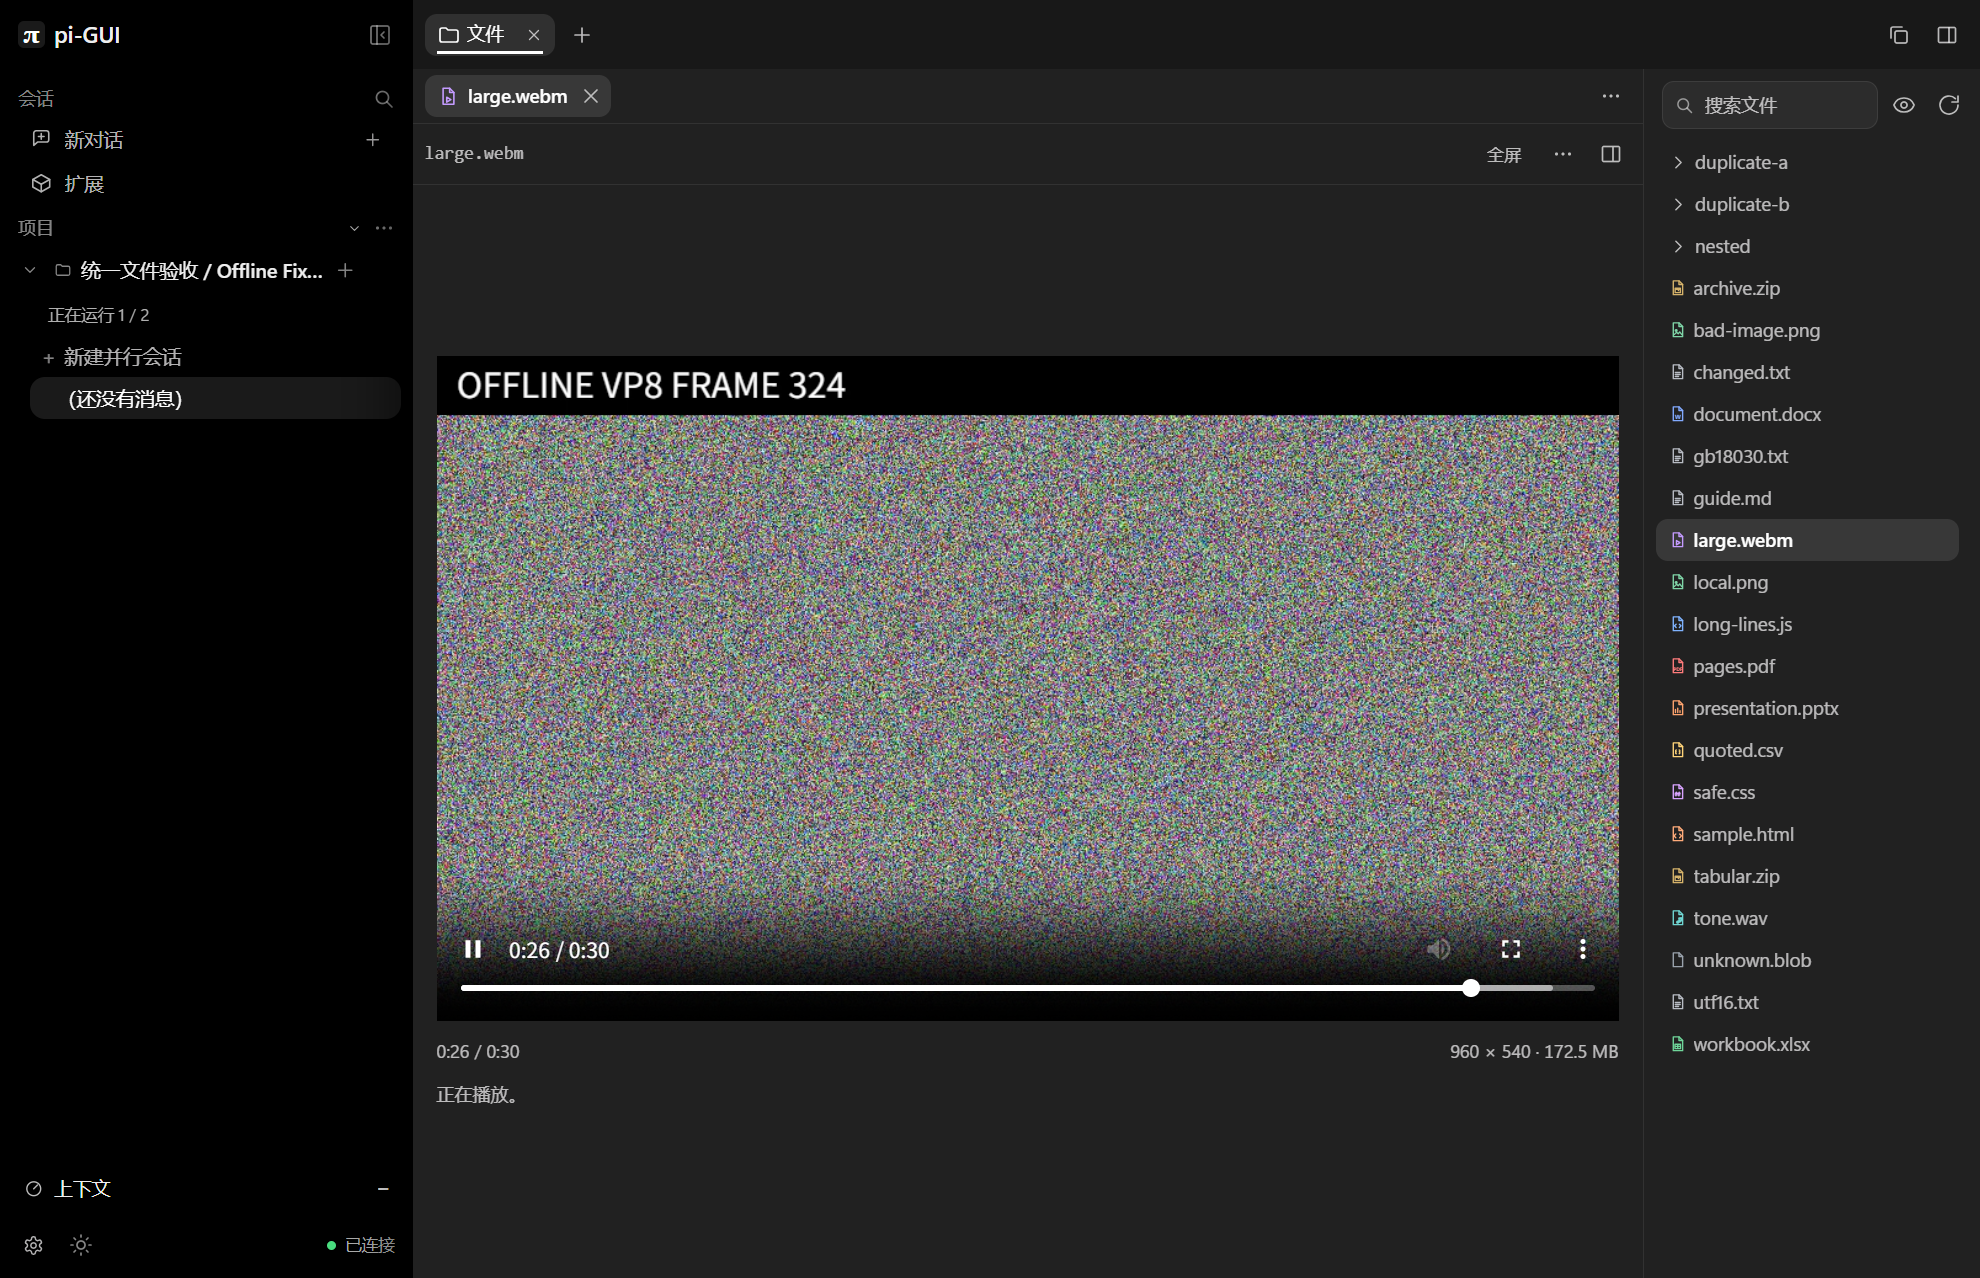 π pi-GUI
会话
新对话
扩展
项目
统一文件验收 / Offline Fix...
正在运行 1 / 2
+ 新建并行会话
(还没有消息)
上下文
已连接
文件
large.webm
large.webm
全屏
OFFLINE VP8 FRAME 324
0:26 / 0:30
0:26 / 0:30
960 × 540 · 172.5 MB
正在播放。
搜索文件
duplicate-a
duplicate-b
nested
archive.zip
bad-image.png
changed.txt
document.docx
gb18030.txt
guide.md
large.webm
local.png
long-lines.js
pages.pdf
presentation.pptx
quoted.csv
safe.css
sample.html
tabular.zip
tone.wav
unknown.blob
utf16.txt
workbook.xlsx